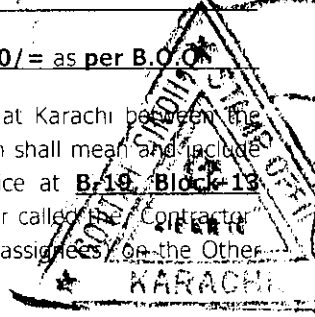 0/= as per B.O.Q
at Karachi between the
n shall mean and include
ice at B-19, Block-13
r called the "Contractor"
assignees) on the Other
KARACHI